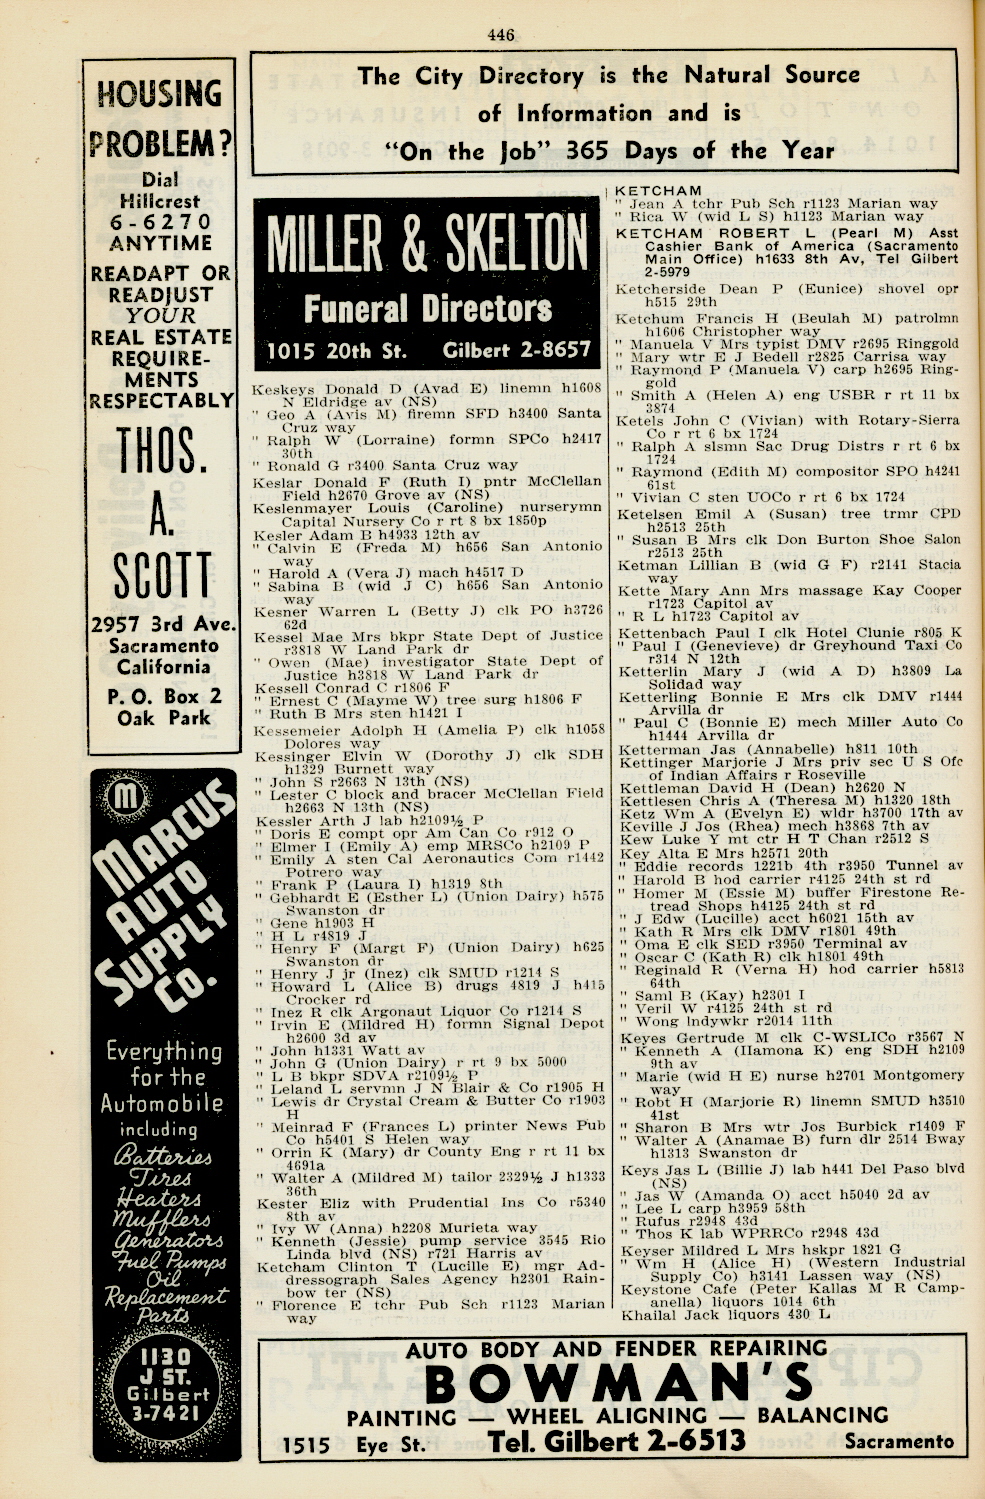 446
HOUSING
PROBLEM?
Dial
Hillcrest
6-6270
ANYTIME
READAPT OR
READJUST
YOUR
REAL ESTATE
REQUIRE-
MENTS
RESPECTABLY
THOS.
A.
SCOTT
2957 3rd Ave.
Sacramento
California
P. O. Box 2
Oak Park
m
MARCUS
AUTO
SUPPLY
Co.
Everything
for the
Automobile
including
Batteries
Tires
Heaters
Mufflers
Generators
Fuel Pumps
Oil
Replacement
Parts
1130
J ST.
Gilbert
3-7421
The City Directory is the Natural Source
of Information and is
"On the Job" 365 Days of the Year
MILLER & SKELTON
Funeral Directors
1015 20th St. Gilbert 2-8657
Keskeys Donald D (Avad E) linemn h1608
N Eldridge av (NS)
" Geo A (Avis M) firemn SFD h3400 Santa
Cruz way
" Ralph W (Lorraine) formn SPCo h2417
30th
" Ronald G r3400 Santa Cruz way
Keslar Donald F (Ruth I) pntr McClellan
Field h2670 Grove av (NS)
Keslenmayer Louis (Caroline) nurserymn
Capital Nursery Co r rt 8 bx 1850p
Kesler Adam B h4933 12th av
" Calvin E (Freda M) h656 San Antonio
way
" Harold A (Vera J) mach h4517 D
" Sabina B (wid J C) h656 San Antonio
way
Kesner Warren L (Betty J) clk PO h3726
62d
Kessel Mae Mrs bkpr State Dept of Justice
r3818 W Land Park dr
" Owen (Mae) investigator State Dept of
Justice h3818 W Land Park dr
Kessell Conrad C r1806 F
" Ernest C (Mayme W) tree surg h1806 F
" Ruth B Mrs sten h1421 I
Kessemeier Adolph H (Amelia P) clk h1058
Dolores way
Kessinger Elvin W (Dorothy J) clk SDH
h1329 Burnett way
" John S r2663 N 13th (NS)
" Lester C block and bracer McClellan Field
h2663 N 13th (NS)
Kessler Arth J lab h2109½ P
" Doris E compt opr Am Can Co r912 O
" Elmer I (Emily A) emp MRSCo h2109 P
" Emily A sten Cal Aeronautics Com r1442
Potrero way
" Frank P (Laura I) h1319 8th
" Gebhardt E (Esther L) (Union Dairy) h575
Swanston dr
" Gene h1903 H
" H L r4819 J
" Henry F (Margt F) (Union Dairy) h625
Swanston dr
" Henry J jr (Inez) clk SMUD r1214 S
" Howard L (Alice B) drugs 4819 J h415
Crocker rd
" Inez R clk Argonaut Liquor Co r1214 S
" Irvin E (Mildred H) formn Signal Depot
h2600 3d av
" John h1331 Watt av
" John G (Union Dairy) r rt 9 bx 5000
" L B bkpr SDVA r2109½ P
" Leland L servmn J N Blair & Co r1905 H
" Lewis dr Crystal Cream & Butter Co r1903
H
" Meinrad F (Frances L) printer News Pub
Co h5401 S Helen way
" Orrin K (Mary) dr County Eng r rt 11 bx
4691a
" Walter A (Mildred M) tailor 2329½ J h1333
36th
Kester Eliz with Prudential Ins Co r5340
8th av
" Ivy W (Anna) h2208 Murieta way
" Kenneth (Jessie) pump service 3545 Rio
Linda blvd (NS) r721 Harris av
Ketcham Clinton T (Lucille E) mgr Ad-
dressograph Sales Agency h2301 Rain-
bow ter (NS)
" Florence E tchr Pub Sch r1123 Marian
way
KETCHAM
" Jean A tchr Pub Sch r1123 Marian way
" Rica W (wid L S) h1123 Marian way
KETCHAM ROBERT L (Pearl M) Asst
Cashier Bank of America (Sacramento
Main Office) h1633 8th Av, Tel Gilbert
2-5979
Ketcherside Dean P (Eunice) shovel opr
h515 29th
Ketchum Francis H (Beulah M) patrolmn
h1606 Christopher way
" Manuela V Mrs typist DMV r2695 Ringgold
" Mary wtr E J Bedell r2825 Carrisa way
" Raymond P (Manuela V) carp h2695 Ring-
gold
" Smith A (Helen A) eng USBR r rt 11 bx
3874
Ketels John C (Vivian) with Rotary-Sierra
Co r rt 6 bx 1724
" Ralph A slsmn Sac Drug Distrs r rt 6 bx
1724
" Raymond (Edith M) compositor SPO h4241
61st
" Vivian C sten UOCo r rt 6 bx 1724
Ketelsen Emil A (Susan) tree trmr CPD
h2513 25th
" Susan B Mrs clk Don Burton Shoe Salon
r2513 25th
Ketman Lillian B (wid G F) r2141 Stacia
way
Kette Mary Ann Mrs massage Kay Cooper
r1723 Capitol av
" R L h1723 Capitol av
Kettenbach Paul I clk Hotel Clunie r805 K
" Paul I (Genevieve) dr Greyhound Taxi Co
r314 N 12th
Ketterlin Mary J (wid A D) h3809 La
Solidad way
Ketterling Bonnie E Mrs clk DMV r1444
Arvilla dr
" Paul C (Bonnie E) mech Miller Auto Co
h1444 Arvilla dr
Ketterman Jas (Annabelle) h811 10th
Kettinger Marjorie J Mrs priv sec U S Ofc
of Indian Affairs r Roseville
Kettleman David H (Dean) h2620 N
Kettlesen Chris A (Theresa M) h1320 18th
Ketz Wm A (Evelyn E) wldr h3700 17th av
Keville J Jos (Rhea) mech h3868 7th av
Kew Luke Y mt ctr H T Chan r2512 S
Key Alta E Mrs h2571 20th
" Eddie records 1221b 4th r3950 Tunnel av
" Harold B hod carrier r4125 24th st rd
" Homer M (Essie M) buffer Firestone Re-
tread Shops h4125 24th st rd
" J Edw (Lucille) acct h6021 15th av
" Kath R Mrs clk DMV r1801 49th
" Oma E clk SED r3950 Terminal av
" Oscar C (Kath R) clk h1801 49th
" Reginald R (Verna H) hod carrier h5813
64th
" Saml B (Kay) h2301 I
" Veril W r4125 24th st rd
" Wong lndywkr r2014 11th
Keyes Gertrude M clk C-WSLICo r3567 N
" Kenneth A (Ilamona K) eng SDH h2109
9th av
" Marie (wid H E) nurse h2701 Montgomery
way
" Robt H (Marjorie R) linemn SMUD h3510
41st
" Sharon B Mrs wtr Jos Burbick r1409 F
" Walter A (Anamae B) furn dlr 2514 Bway
h1313 Swanston dr
Keys Jas L (Billie J) lab h441 Del Paso blvd
(NS)
" Jas W (Amanda O) acct h5040 2d av
" Lee L carp h3959 58th
" Rufus r2948 43d
" Thos K lab WPRRCo r2948 43d
Keyser Mildred L Mrs hskpr 1821 G
" Wm H (Alice H) (Western Industrial
Supply Co) h3141 Lassen way (NS)
Keystone Cafe (Peter Kallas M R Camp-
anella) liquors 1014 6th
Khailal Jack liquors 430 L
AUTO BODY AND FENDER REPAIRING
BOWMAN'S
PAINTING — WHEEL ALIGNING — BALANCING
1515 Eye St. Tel. Gilbert 2-6513 Sacramento